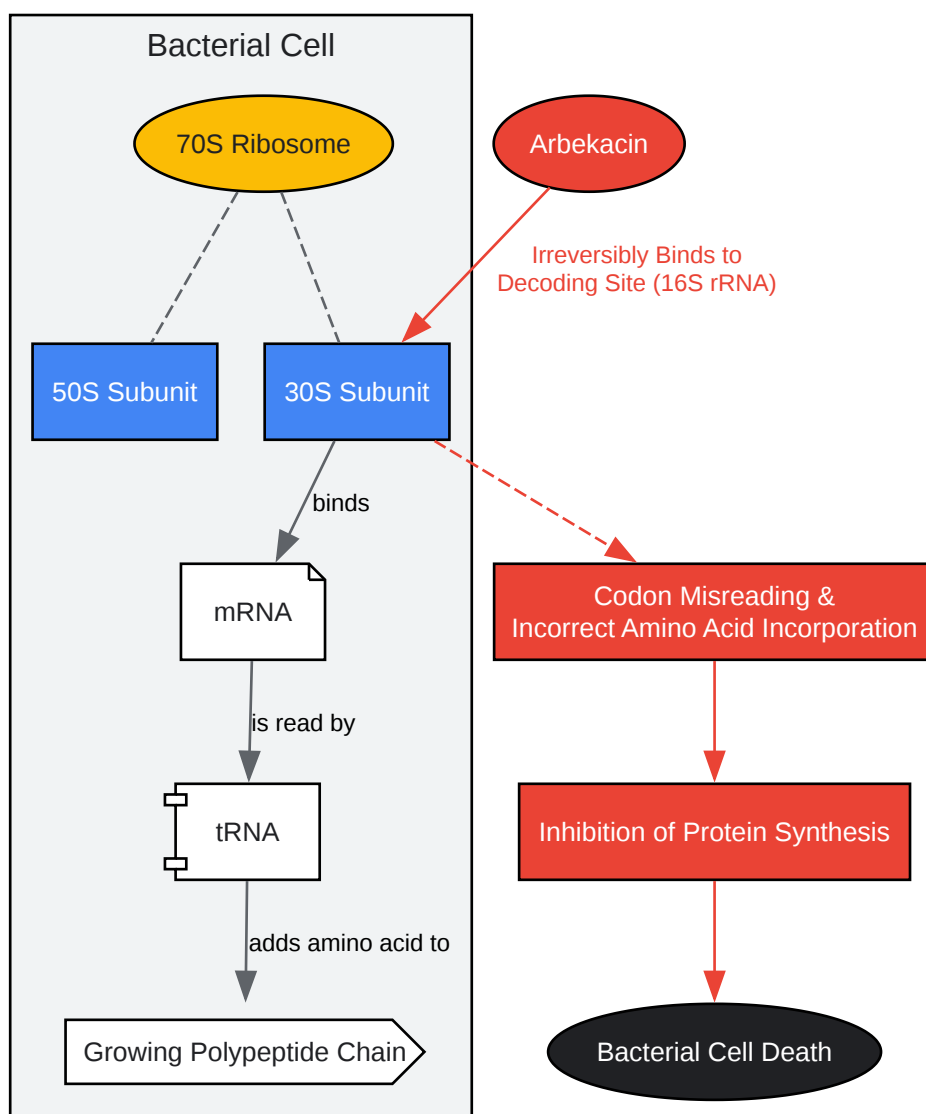 Bacterial Cell
70S Ribosome
Arbekacin
Irreversibly Binds to
Decoding Site (16S rRNA)
50S Subunit
30S Subunit
binds
mRNA
Codon Misreading &
Incorrect Amino Acid Incorporation
is read by
tRNA
Inhibition of Protein Synthesis
adds amino acid to
Growing Polypeptide Chain
Bacterial Cell Death